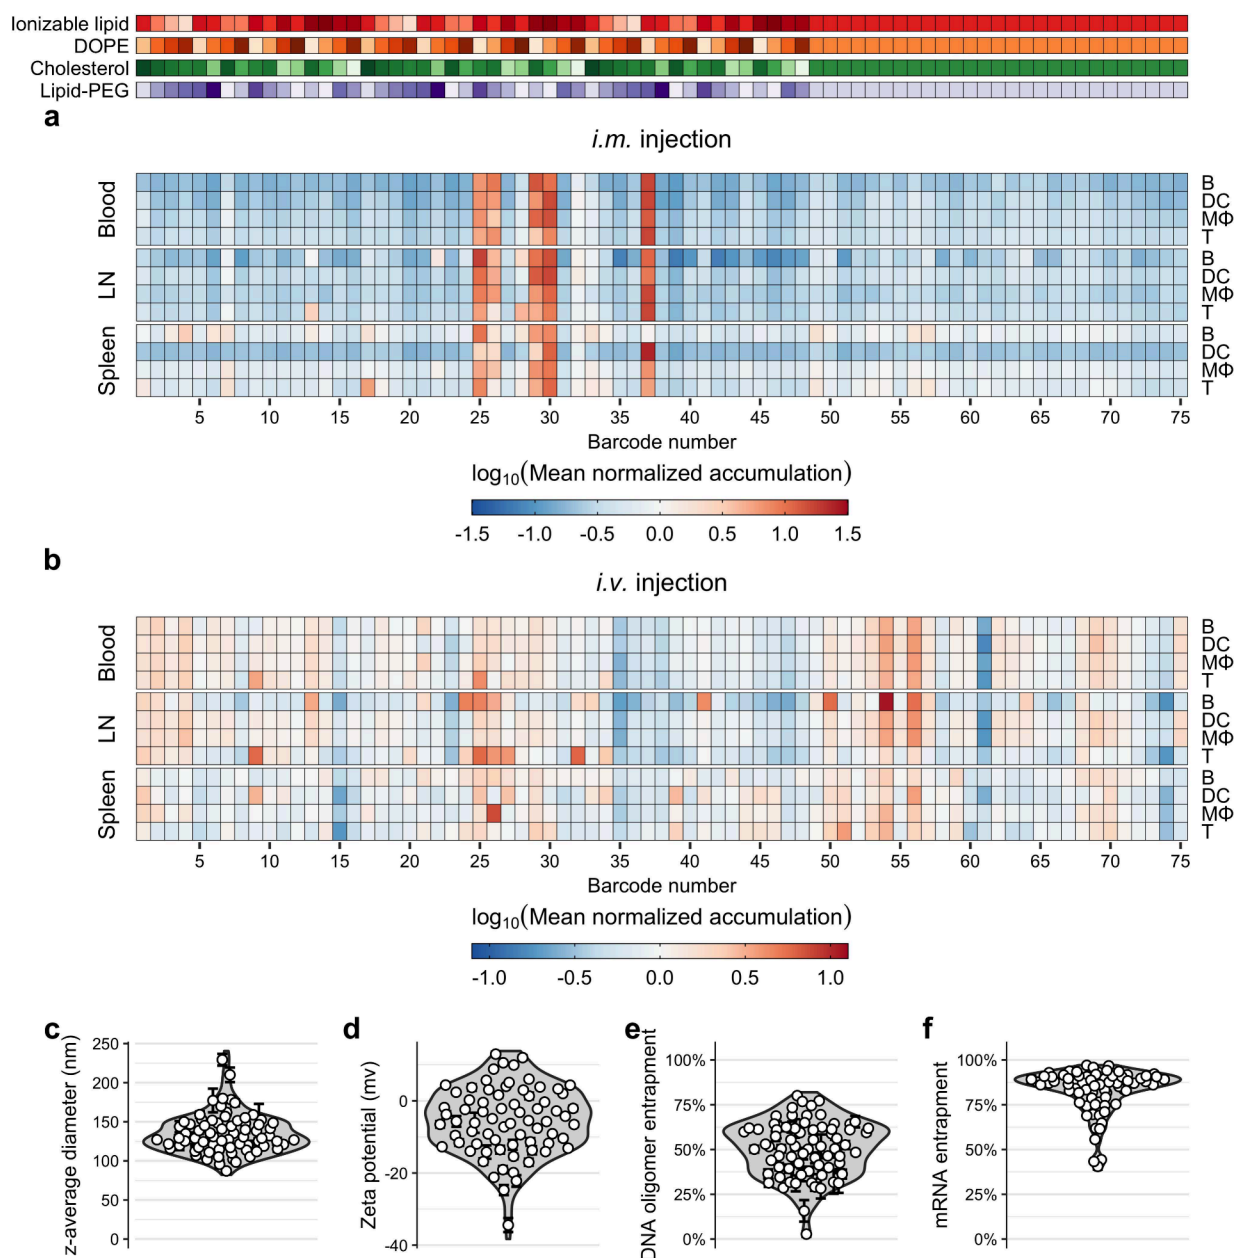 Ionizable lipid
DOPE
Cholesterol
Lipid-PEG
a
i.m. injection
Blood
B
DC
MΦ
T
LN
B
DC
MΦ
T
Spleen
B
DC
MΦ
T
5 10 15 20 25 30 35 40 45 50 55 60 65 70 75
Barcode number
log10(Mean normalized accumulation)
-1.5 -1.0 -0.5 0.0 0.5 1.0 1.5
b
i.v. injection
Blood
B
DC
MΦ
T
LN
B
DC
MΦ
T
Spleen
B
DC
MΦ
T
5 10 15 20 25 30 35 40 45 50 55 60 65 70 75
Barcode number
log10(Mean normalized accumulation)
-1.0 -0.5 0.0 0.5 1.0
c
z-average diameter (nm)
250
200
150
100
50
0
d
Zeta potential (mv)
0
-20
-40
e
DNA oligomer entrapment
100%
75%
50%
25%
0%
f
mRNA entrapment
100%
75%
50%
25%
0%